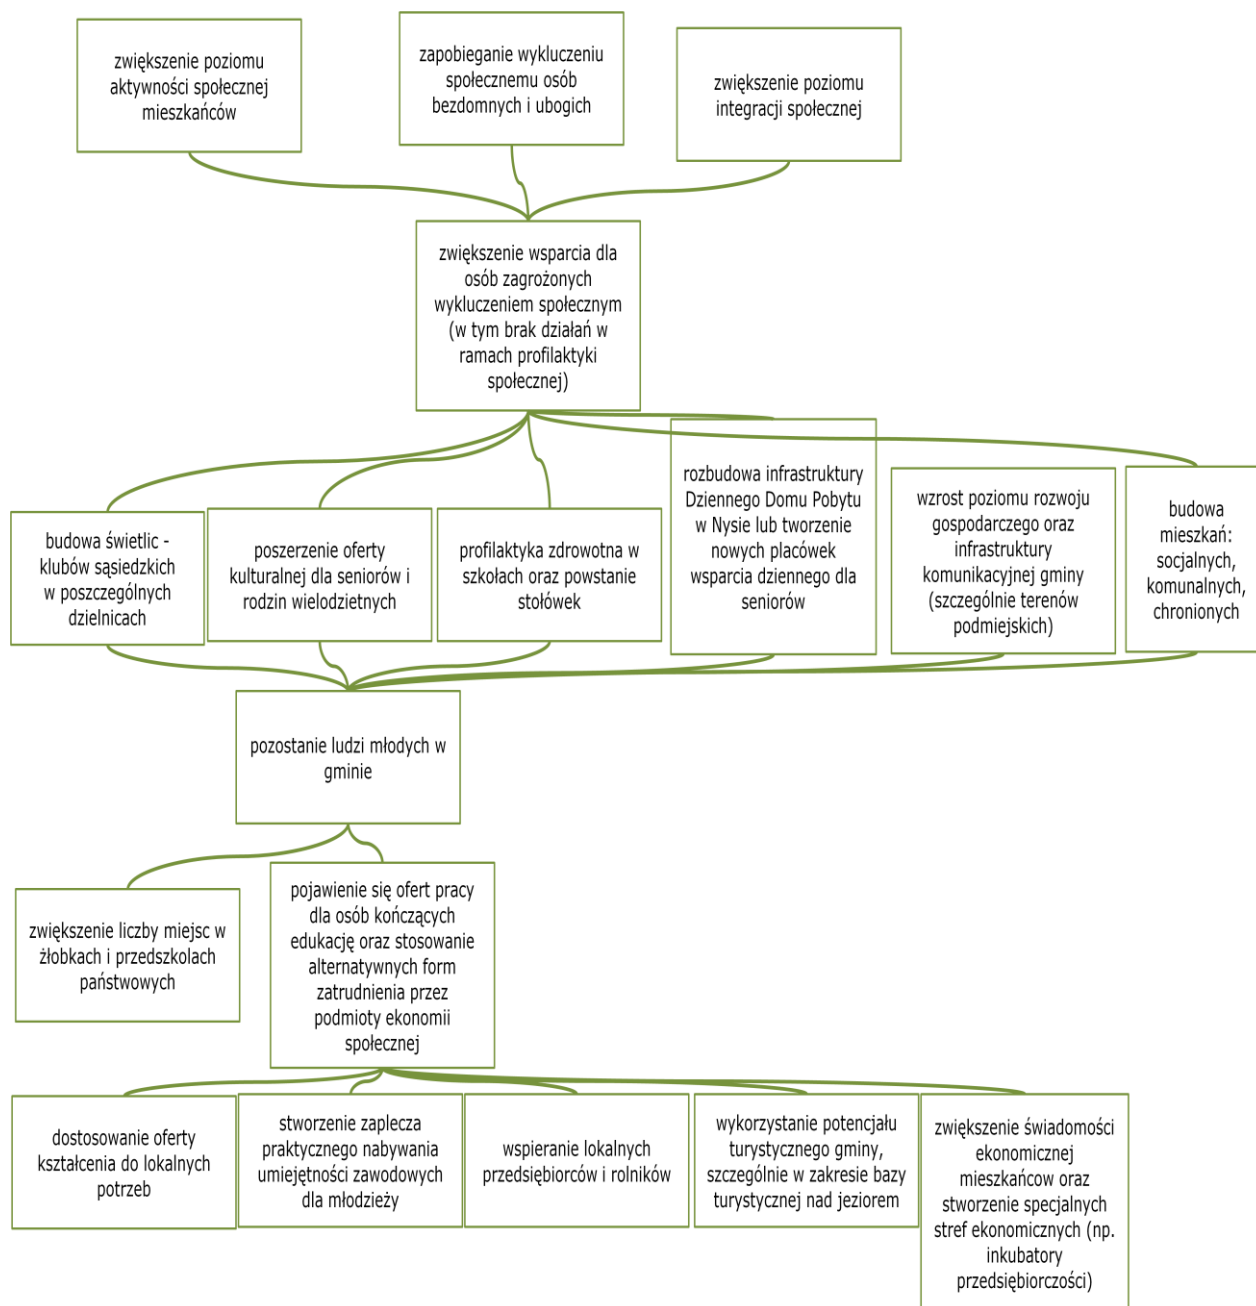 zwiększenie poziomu
aktywności społecznej
mieszkańców
zapobieganie wykluczeniu
społecznemu osób
bezdomnych i ubogich
zwiększenie poziomu
integracji społecznej
zwiększenie wsparcia dla
osób zagrożonych
wykluczeniem społecznym
(w tym brak działań w
ramach profilaktyki
społecznej)
budowa świetlic -
klubów sąsiedzkich
w poszczególnych
dzielnicach
poszerzenie oferty
kulturalnej dla seniorów i
rodzin wielodzietnych
profilaktyka zdrowotna w
szkołach oraz powstanie
stołówek
rozbudowa infrastruktury
Dziennego Domu Pobytu
w Nysie lub tworzenie
nowych placówek
wsparcia dziennego dla
seniorów
wzrost poziomu rozwoju
gospodarczego oraz
infrastruktury
komunikacyjnej gminy
(szczególnie terenów
podmiejskich)
budowa
mieszkań:
socjalnych,
komunalnych,
chronionych
pozostanie ludzi młodych w
gminie
zwiększenie liczby miejsc w
żłobkach i przedszkolach
państwowych
pojawienie się ofert pracy
dla osób kończących
edukację oraz stosowanie
alternatywnych form
zatrudnienia przez
podmioty ekonomii
społecznej
dostosowanie oferty
kształcenia do lokalnych
potrzeb
stworzenie zaplecza
praktycznego nabywania
umiejętności zawodowych
dla młodzieży
wspieranie lokalnych
przedsiębiorców i rolników
wykorzystanie potencjału
turystycznego gminy,
szczególnie w zakresie bazy
turystycznej nad jeziorem
zwiększenie świadomości
ekonomicznej
mieszkańcow oraz
stworzenie specjalnych
stref ekonomicznych (np.
inkubatory
przedsiębiorczości)